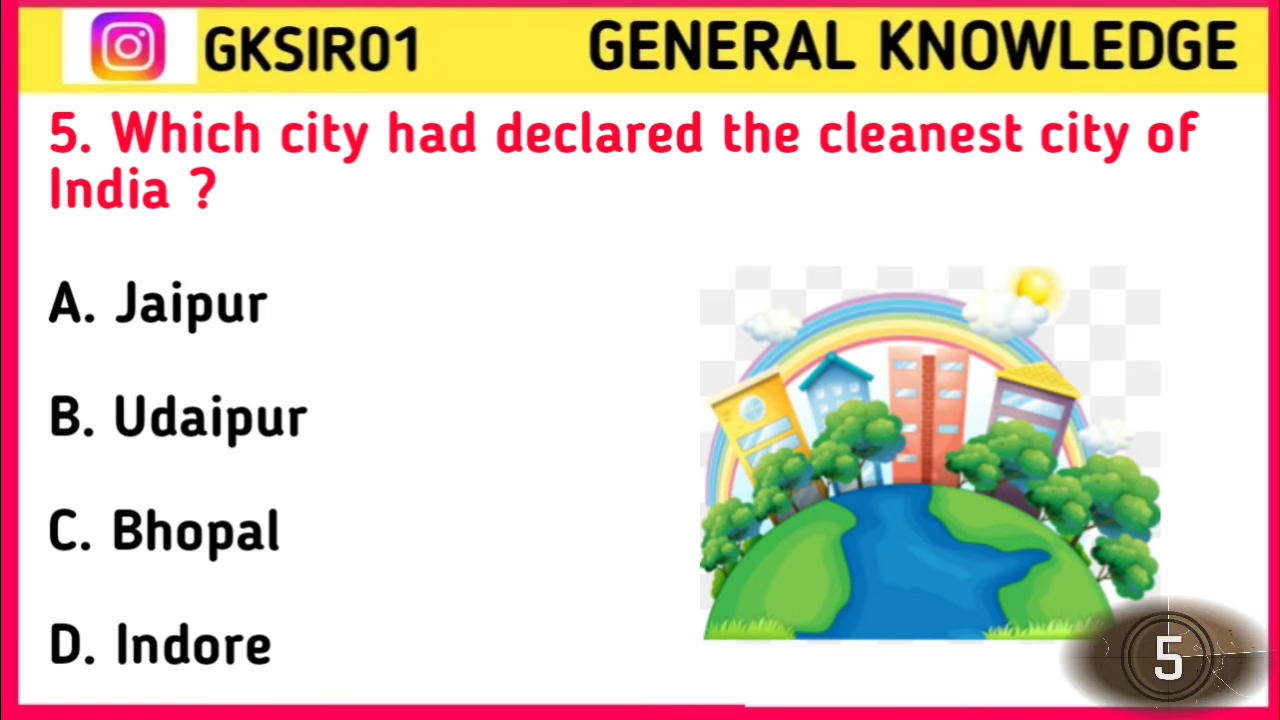 GKSIR01 GENERAL KNOWLEDGE
5. Which city had declared the cleanest city of
India ?
A. Jaipur
B. Udaipur
C. Bhopal
D. Indore
5